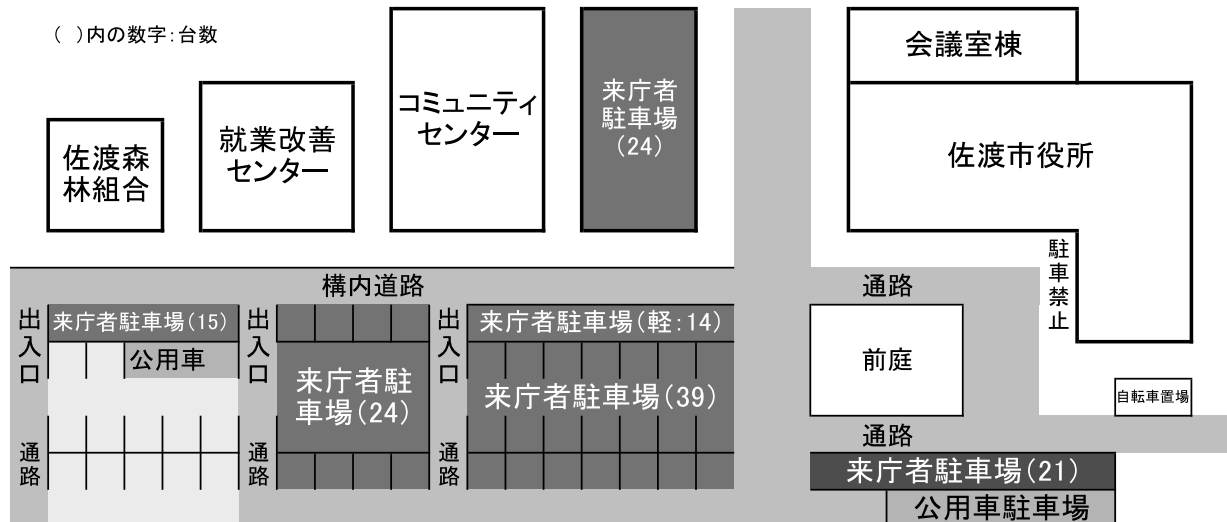 ( )内の数字:台数
会議室棟
佐渡市役所
来庁者
駐車場
(24)
コミュニティ
センター
就業改善
センター
佐渡森
林組合
駐車禁止
構内道路
通路
出入口
来庁者駐車場(15)
出入口
出入口
来庁者駐車場(軽:14)
公用車
来庁者駐
車場(24)
来庁者駐車場(39)
前庭
自転車置場
通路
通路
通路
通路
来庁者駐車場(21)
公用車駐車場